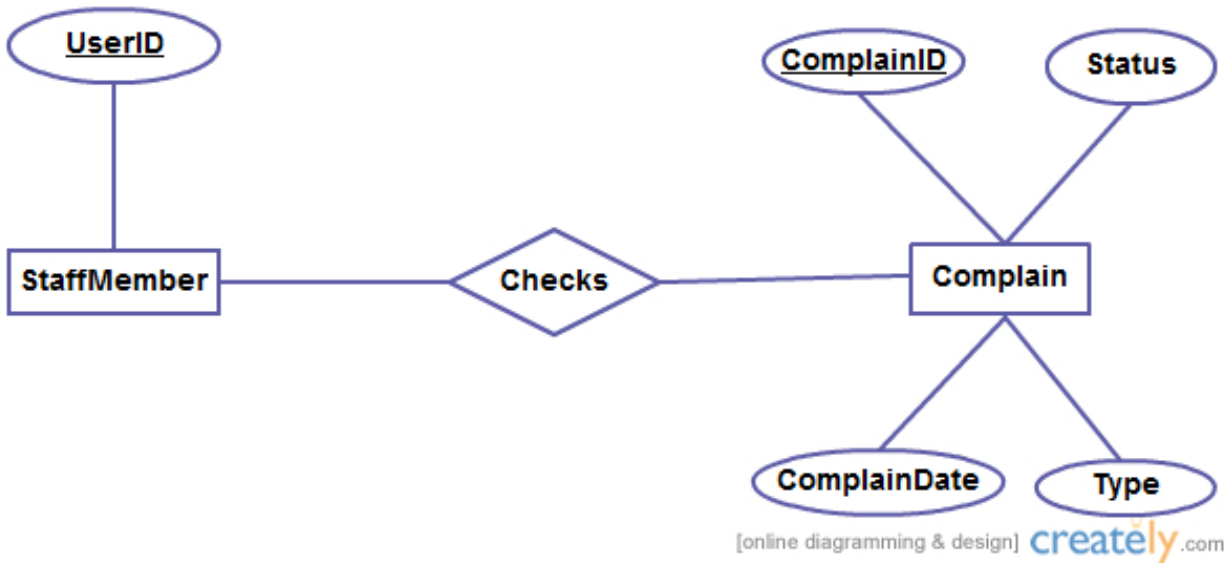 UserID
ComplainID
Status
StaffMember
Checks
Complain
ComplainDate
Type
[online diagramming & design] creately.com